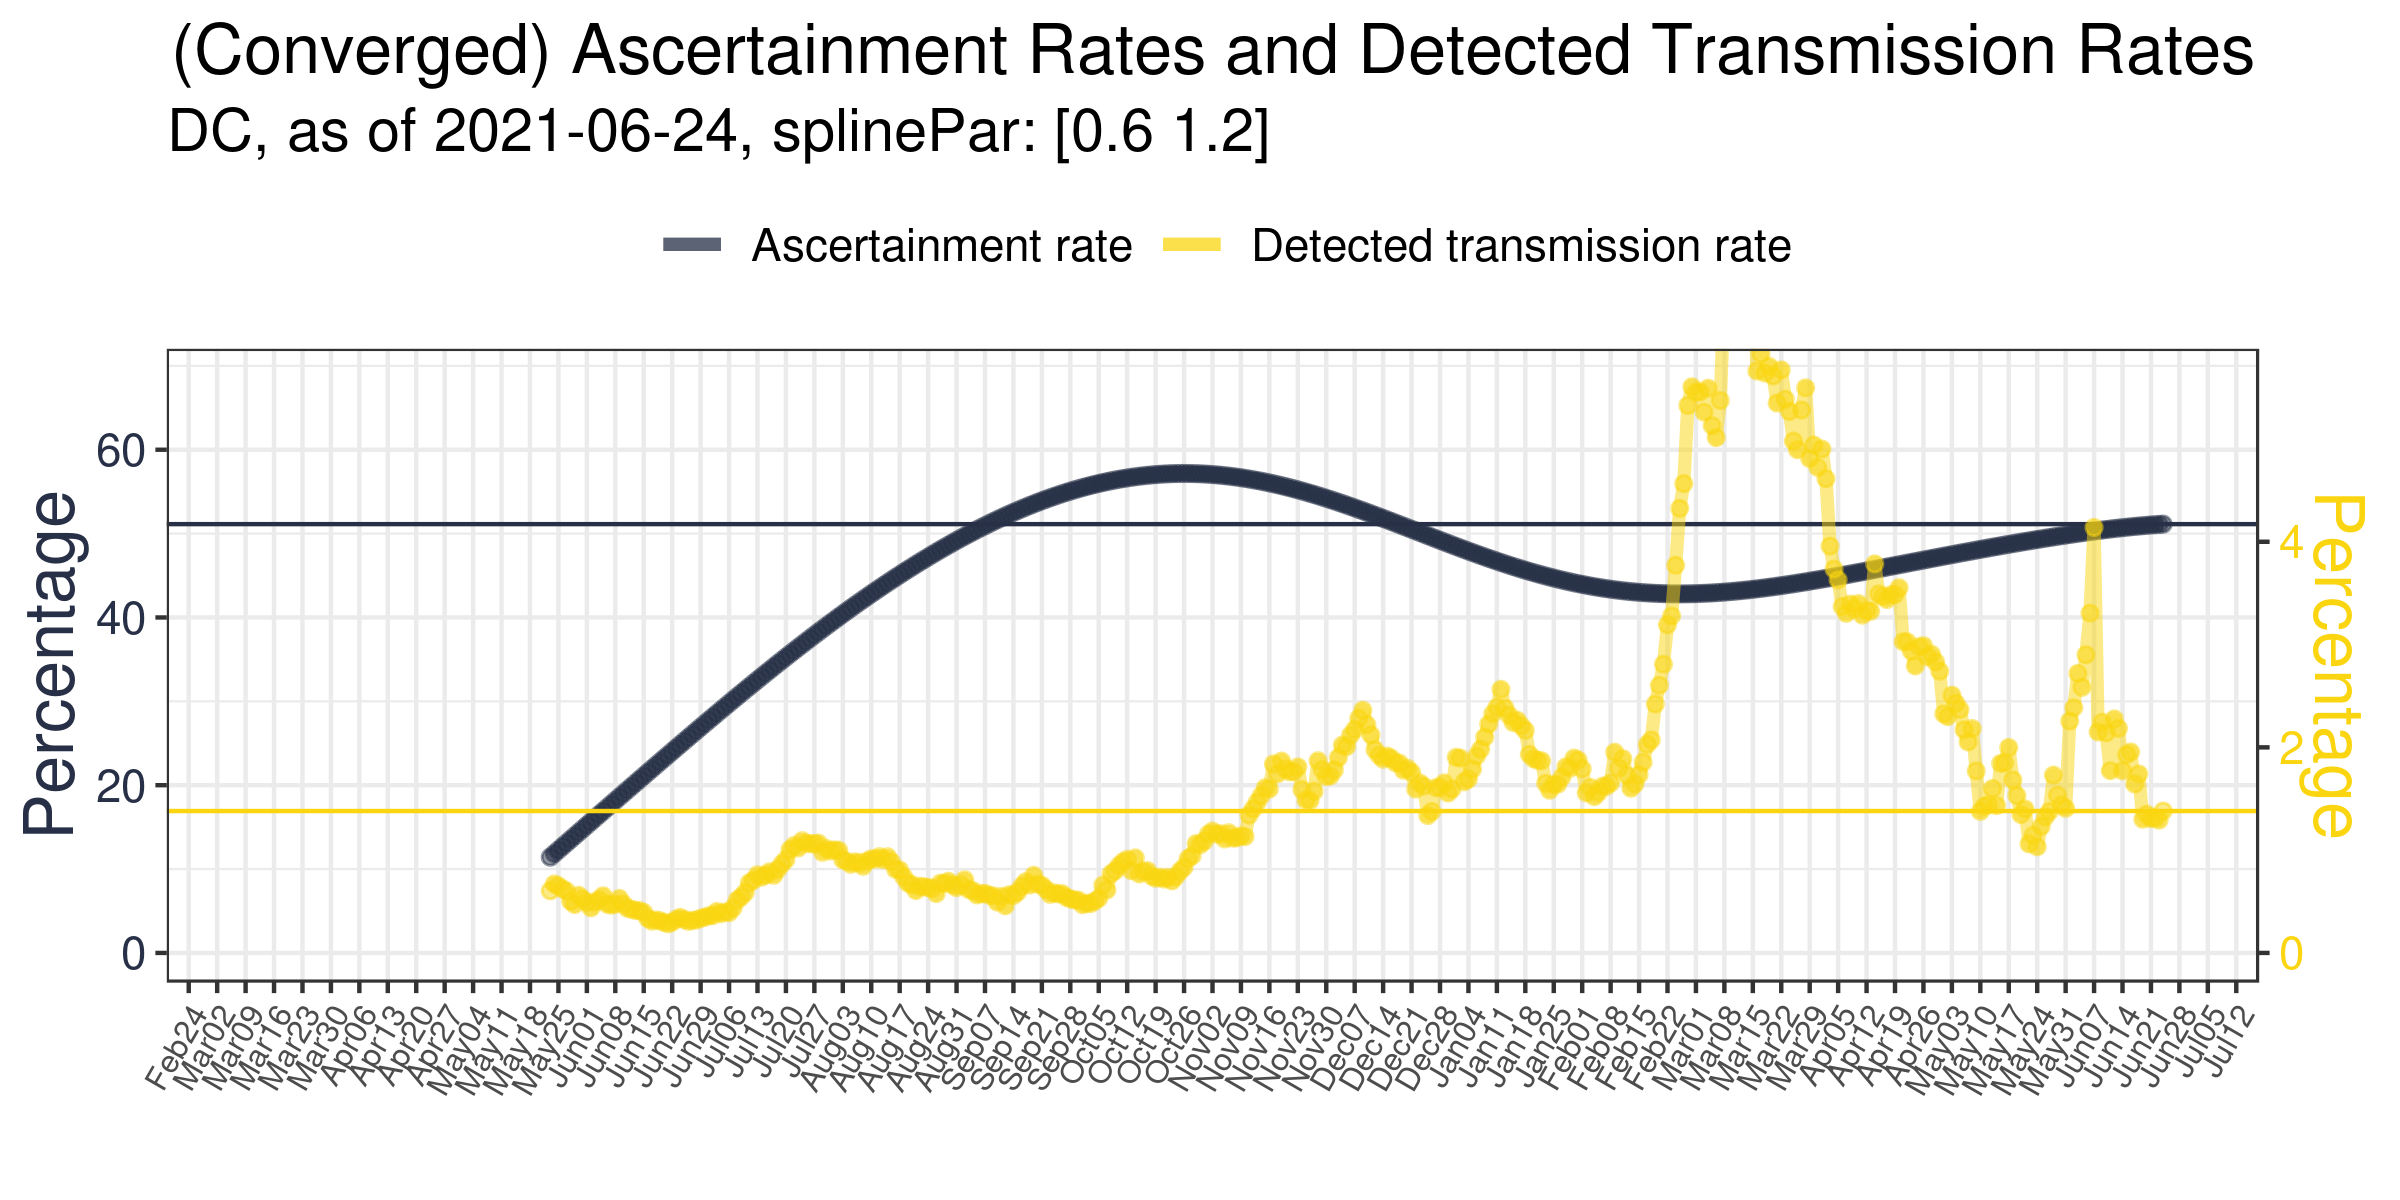 (Converged) Ascertainment Rates and Detected Transmission Rates
DC, as of 2021-06-24, splinePar: [0.6 1.2]
Ascertainment rate
Detected transmission rate
Percentage
60
40
20
0
4
2
0
Percentage
Feb24
Mar02
Mar09
Mar16
Mar23
Mar30
Apr06
Apr13
Apr20
Apr27
May04
May11
May18
May25
Jun01
Jun08
Jun15
Jun22
Jun29
Jul06
Jul13
Jul20
Jul27
Aug03
Aug10
Aug17
Aug24
Aug31
Sep07
Sep14
Sep21
Sep28
Oct05
Oct12
Oct19
Oct26
Nov02
Nov09
Nov16
Nov23
Nov30
Dec07
Dec14
Dec21
Dec28
Jan04
Jan11
Jan18
Jan25
Feb01
Feb08
Feb15
Feb22
Mar01
Mar08
Mar15
Mar22
Mar29
Apr05
Apr12
Apr19
Apr26
May03
May10
May17
May24
May31
Jun07
Jun14
Jun21
Jun28
Jul05
Jul12